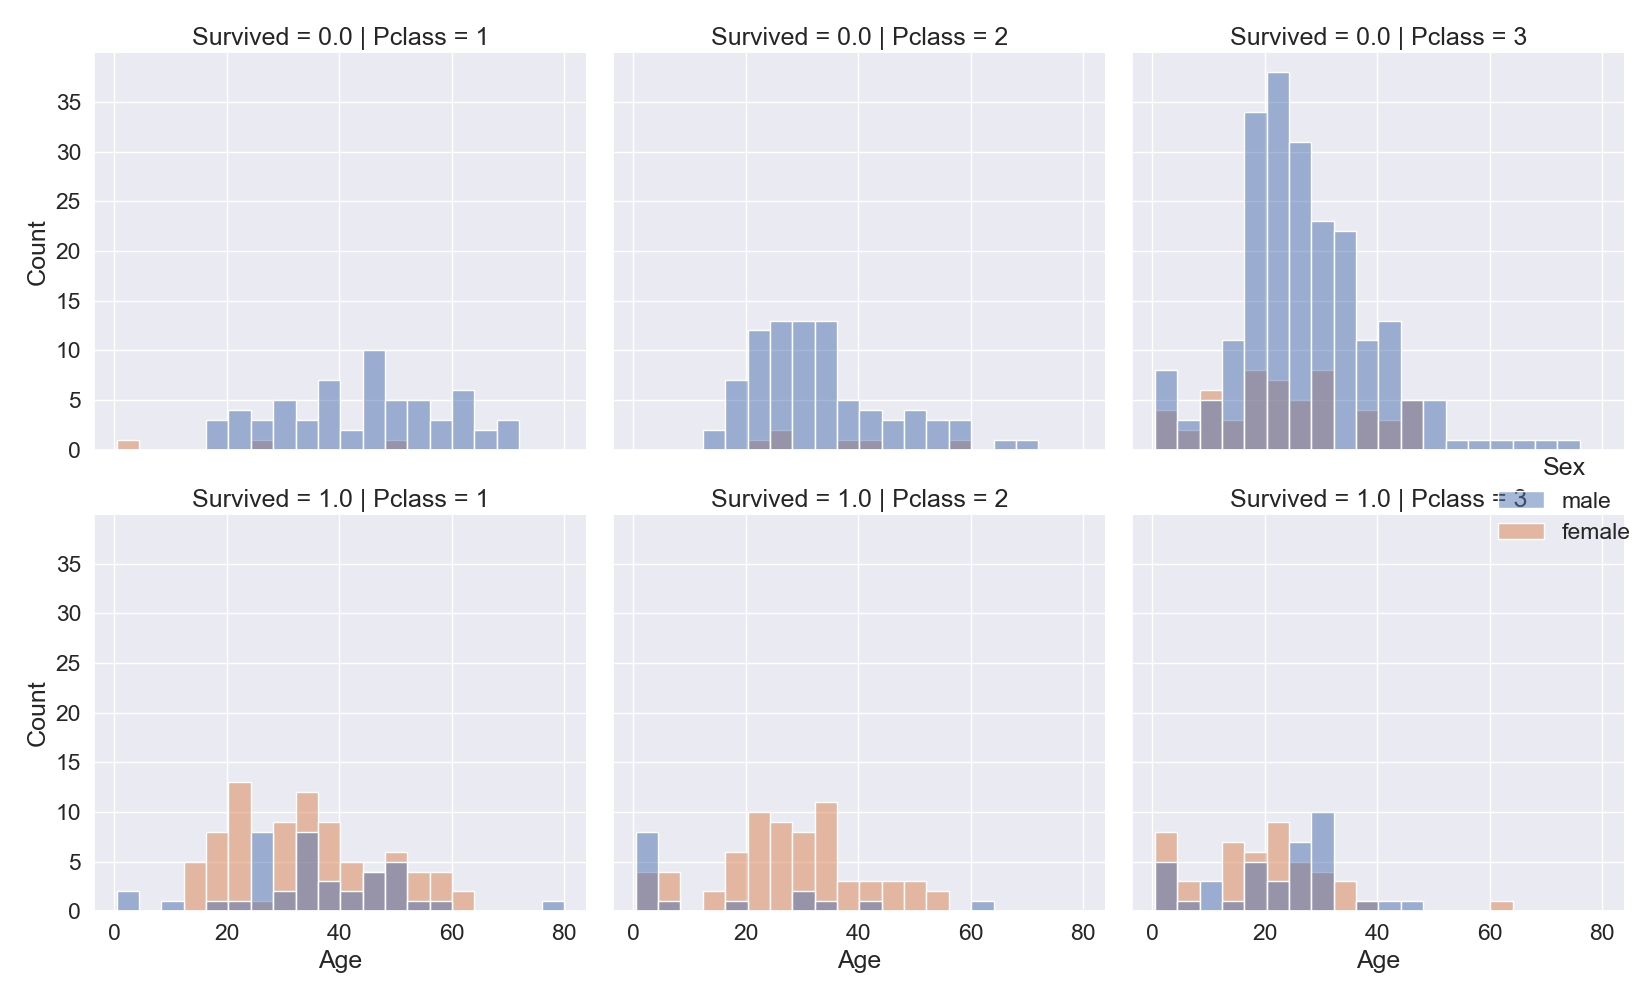 Survived = 0.0 | Pclass = 1
Survived = 0.0 | Pclass = 2
Survived = 0.0 | Pclass = 3
35
30
25
20
15
10
5
0
Count
Sex
male
female
Survived = 1.0 | Pclass = 1
Survived = 1.0 | Pclass = 2
Survived = 1.0 | Pclass = 3
35
30
25
20
15
10
5
0
Count
0 20 40 60 80
0 20 40 60 80
0 20 40 60 80
Age
Age
Age